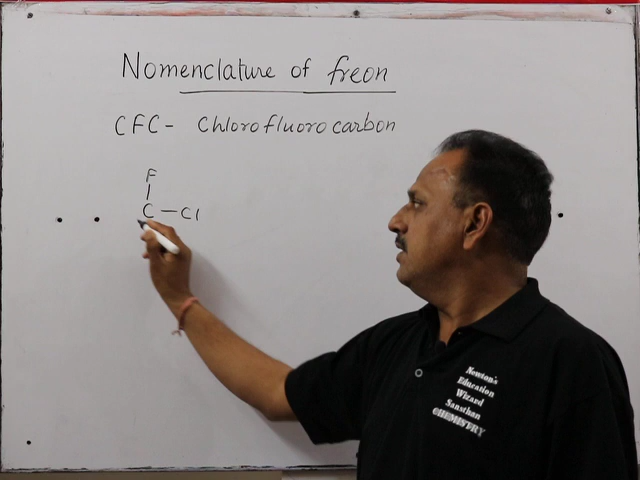 Nomenclature of freon
CFC - Chlorofluorocarbon
F
C - Cl
Newton's
Education
Wizard
Sansthan
CHEMISTRY